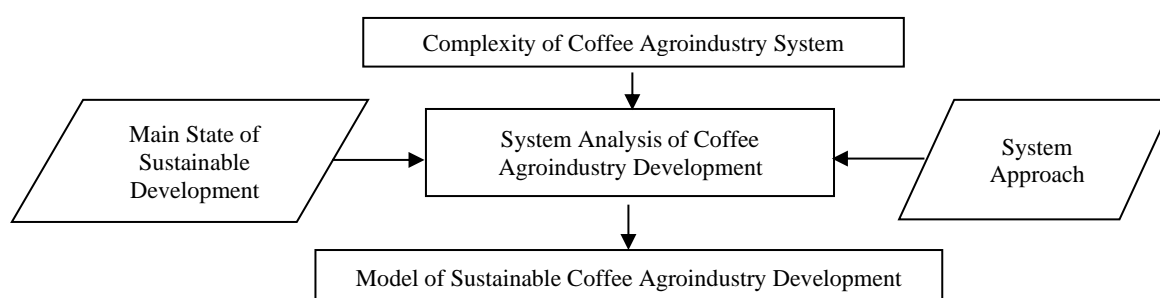 Complexity of Coffee Agroindustry System
Main State of
Sustainable
Development
System Analysis of Coffee
Agroindustry Development
System
Approach
Model of Sustainable Coffee Agroindustry Development